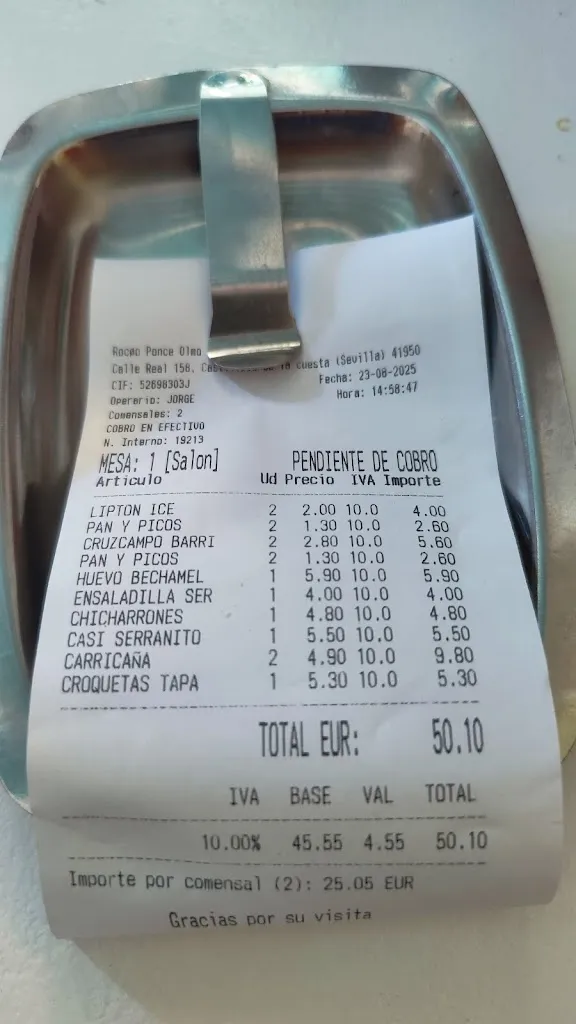 Rocío Ponce Olmo
Calle Real 158, la Cuesta (Sevilla) 41950
CIF: 52698303J Fecha: 23-08-2025
Operario: JORGE Hora: 14:58:47
Comensales: 2
COBRO EN EFECTIVO
N. Interno: 19213
MESA: 1 [Salon] PENDIENTE DE COBRO
Artículo Ud Precio IVA Importe
LIPTON ICE 2 2.00 10.0 4.00
PAN Y PICOS 2 1.30 10.0 2.60
CRUZCAMPO BARRI 2 2.80 10.0 5.60
PAN Y PICOS 2 1.30 10.0 2.60
HUEVO BECHAMEL 1 5.90 10.0 5.90
ENSALADILLA SER 1 4.00 10.0 4.00
CHICHARRONES 1 4.80 10.0 4.80
CASI SERRANITO 1 5.50 10.0 5.50
CARRICAÑA 2 4.90 10.0 9.80
CROQUETAS TAPA 1 5.30 10.0 5.30
TOTAL EUR: 50.10
IVA BASE VAL TOTAL
10.00% 45.55 4.55 50.10
Importe por comensal (2): 25.05 EUR
Gracias por su visita